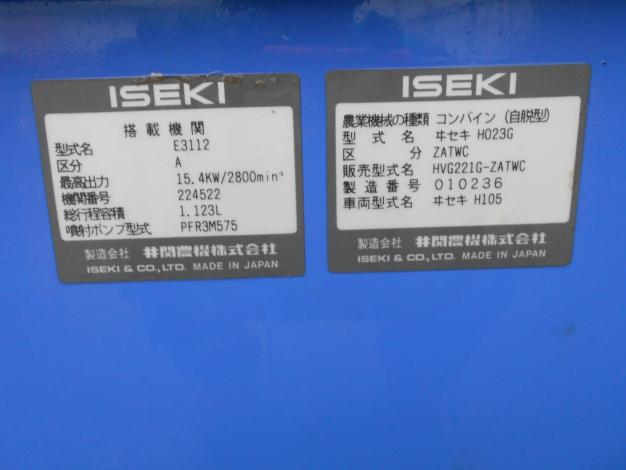 ISEKI
搭載機関
型式名 E3112
区分 A
最高出力 15.4KW/2800min⁻¹
機関番号 224522
総行程容積 1.123L
噴射ポンプ型式 PFR3M575
製造会社 井関農機株式会社
ISEKI & CO., LTD. MADE IN JAPAN
ISEKI
農業機械の種類 コンバイン (自脱型)
型式名 ヰセキ HO23G
区分 ZATWC
販売型式名 HVG221G-ZATWC
製造番号 010236
車両型式名 ヰセキ H105
製造会社 井関農機株式会社
ISEKI & CO., LTD. MADE IN JAPAN